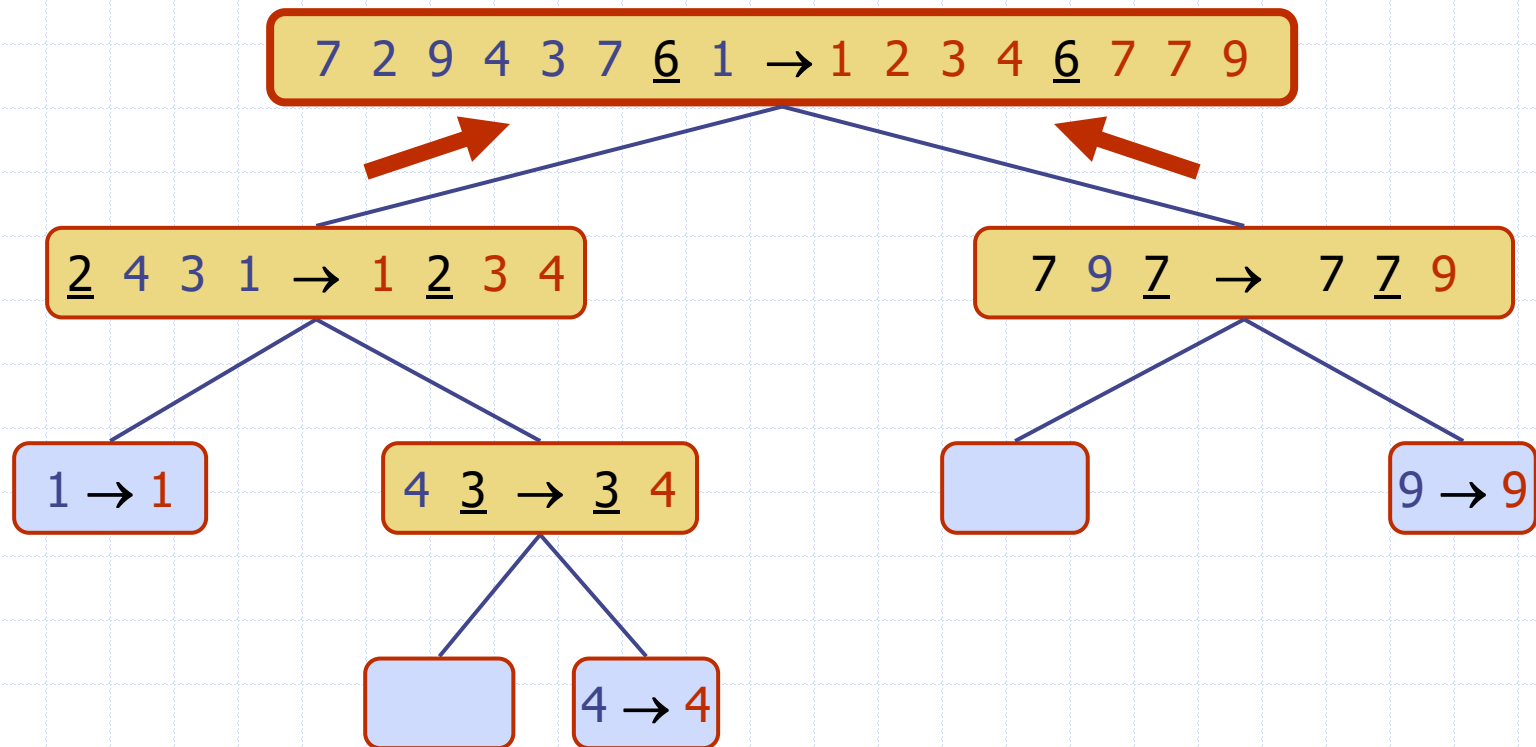 7 2 9 4 3 7 6 1 → 1 2 3 4 6 7 7 9
2 4 3 1 → 1 2 3 4
7 9 7 → 7 7 9
1 → 1
4 3 → 3 4
9 → 9
4 → 4